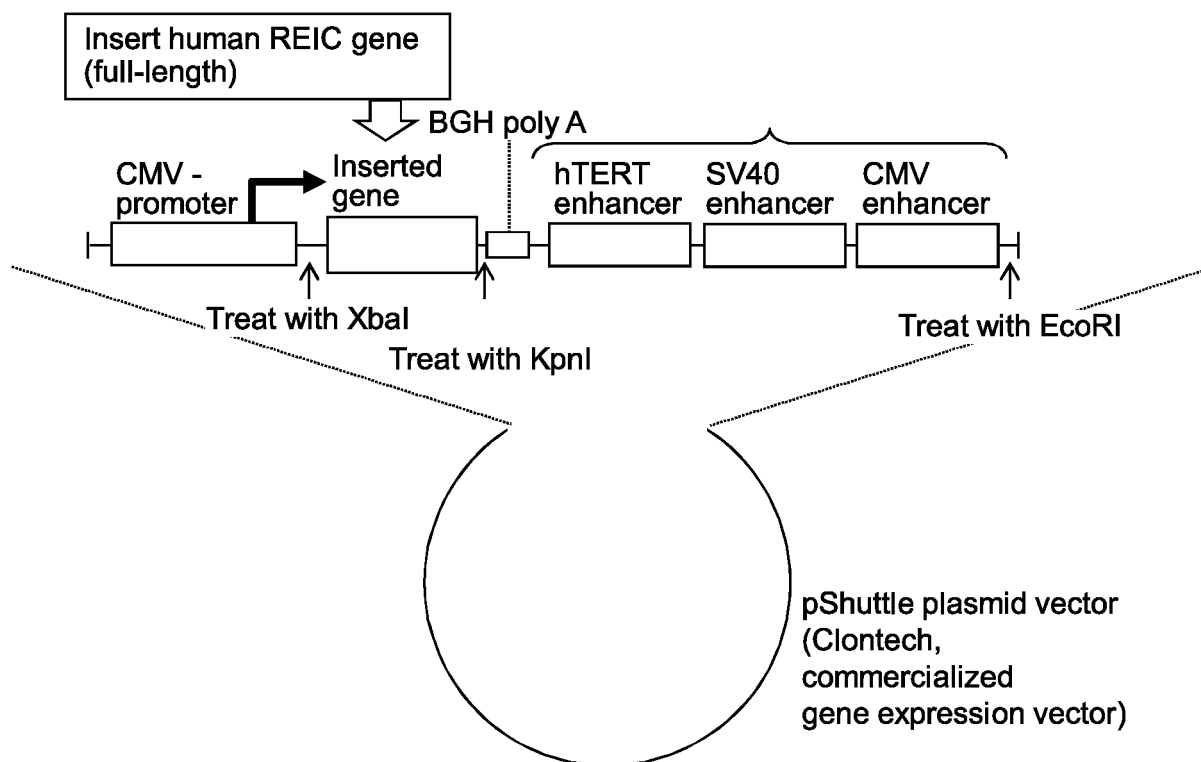 Insert human REIC gene
(full-length)
BGH poly A
CMV -
promoter
Inserted
gene
hTERT
enhancer
SV40
enhancer
CMV
enhancer
Treat with XbaI
Treat with KpnI
Treat with EcoRI
pShuttle plasmid vector
(Clontech,
commercialized
gene expression vector)